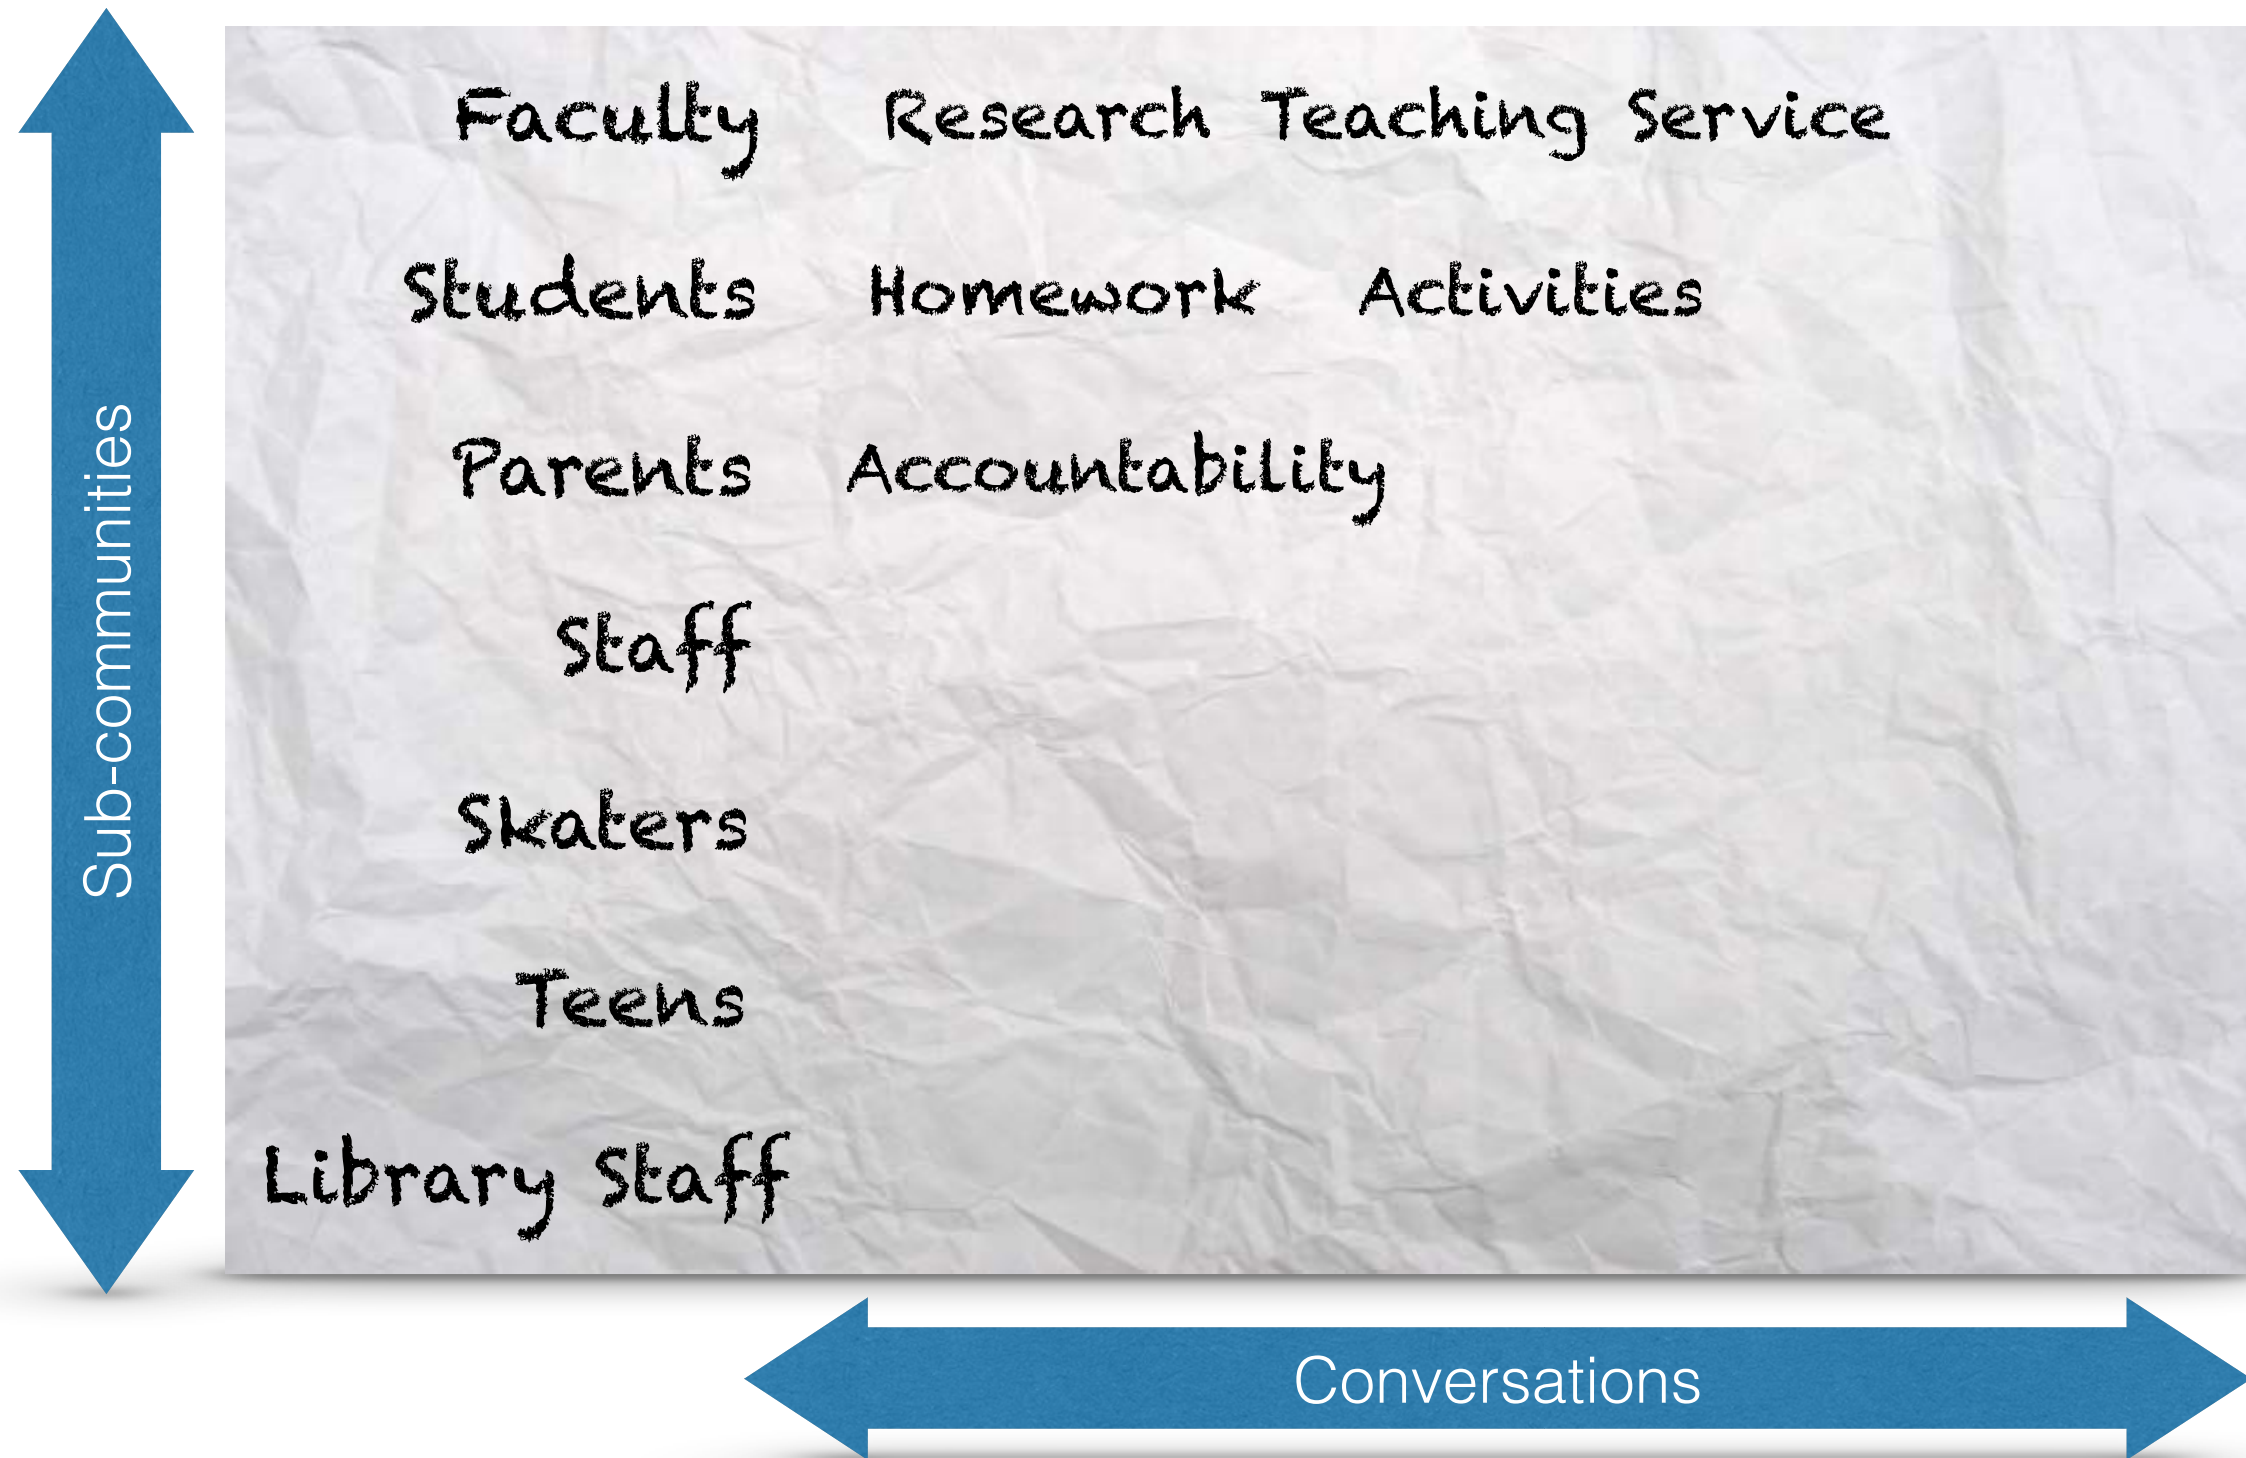 Faculty Research Teaching Service
Students Homework Activities
Parents Accountability
Staff
Skaters
Teens
Library Staff
Sub-communities
Conversations